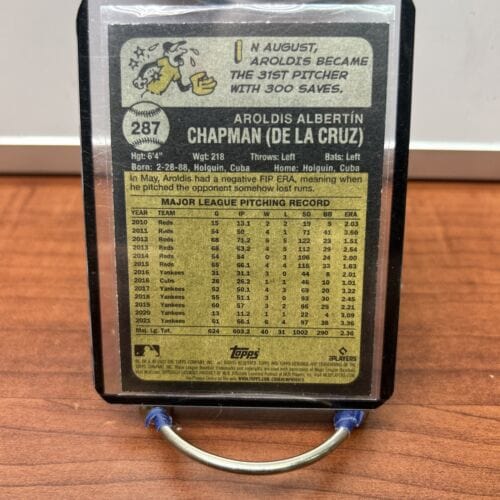 IN AUGUST,
AROLDIS BECAME
THE 31ST PITCHER
WITH 300 SAVES.
287
AROLDIS ALBERTÍN
CHAPMAN (DE LA CRUZ)
Hgt: 6'4" Wgt: 218 Throws: Left Bats: Left
Born: 2-28-88, Holguin, Cuba Home: Holguin, Cuba
In May, Aroldis had a negative FIP ERA, meaning when
he pitched the opponent somehow lost runs.
MAJOR LEAGUE PITCHING RECORD
YEAR TEAM G IP W L SO BB ERA
2010 Reds 15 13.1 2 2 19 5 2.03
2011 Reds 54 50 4 1 71 41 3.60
2012 Reds 68 71.2 5 5 122 23 1.51
2013 Reds 68 63.2 4 5 112 29 2.54
2014 Reds 54 54 0 3 106 24 2.00
2015 Reds 65 66.1 4 4 116 33 1.63
2016 Yankees 31 31.1 3 0 44 8 2.01
2016 Cubs 28 26.2 1 1 46 10 1.01
2017 Yankees 52 50.1 4 3 69 20 3.22
2018 Yankees 55 51.1 3 0 93 30 2.45
2019 Yankees 60 57 3 2 85 25 2.21
2020 Yankees 13 11.2 1 1 22 4 3.09
2021 Yankees 61 56.1 6 4 97 38 3.36
Maj. Lg. Tot. 624 603.2 40 31 1002 290 2.36
Topps
PLAYERS